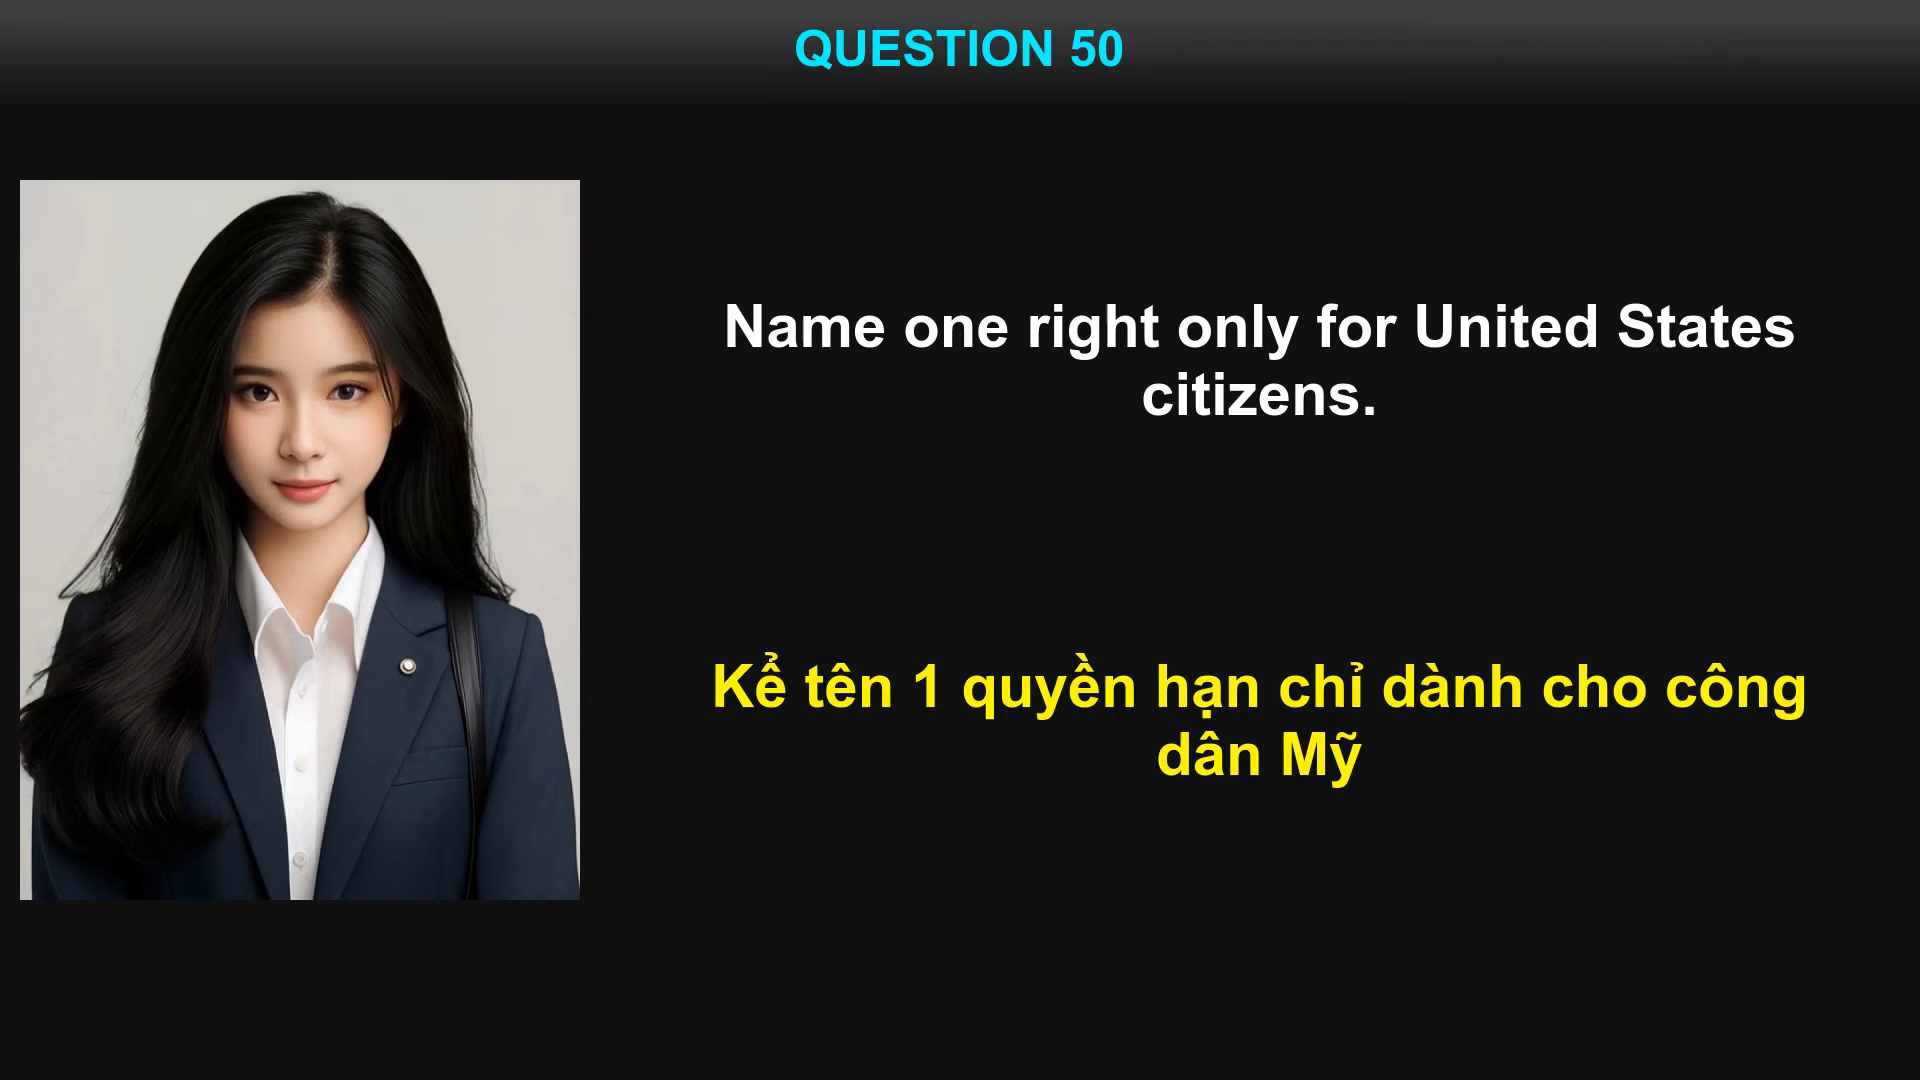 QUESTION 50
Name one right only for United States
citizens.
Kể tên 1 quyền hạn chỉ dành cho công
dân Mỹ